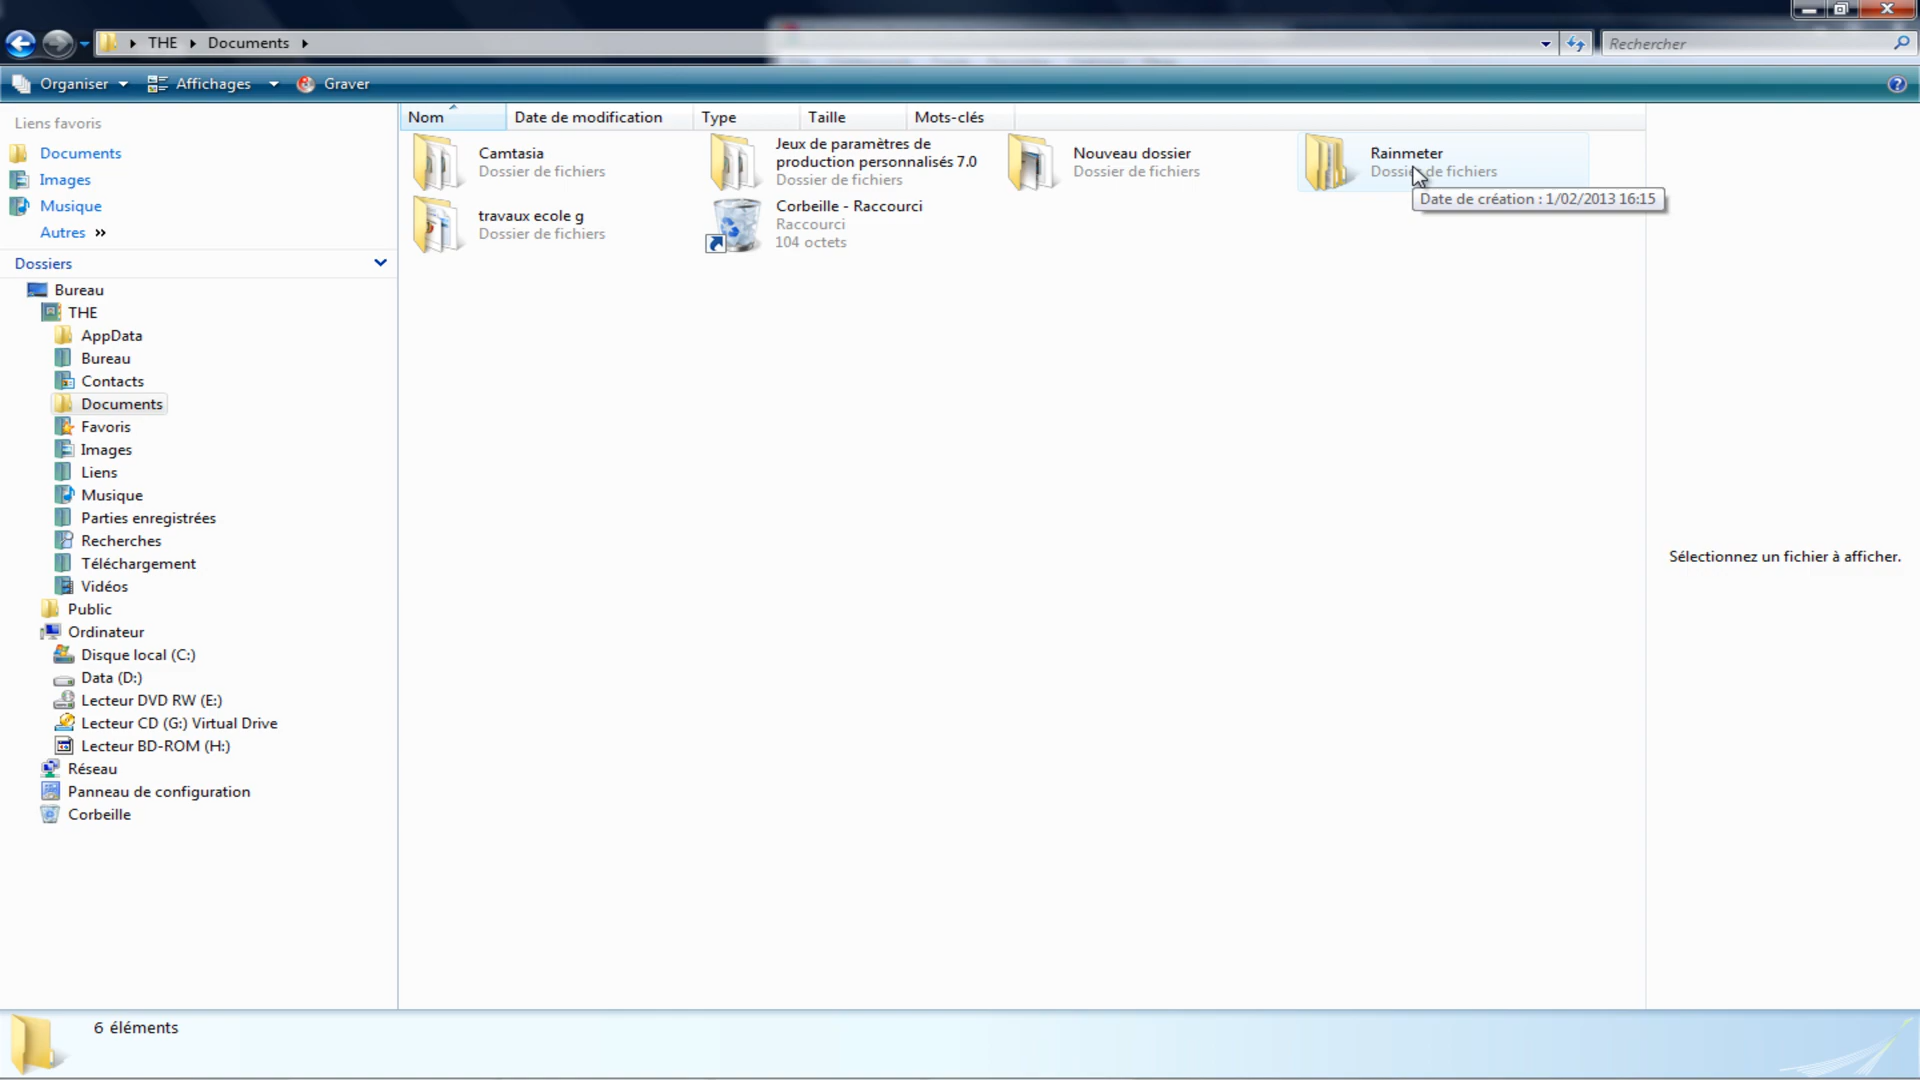 THE Documents
Rechercher
Organiser Affichages Graver
Liens favoris
Documents
Images
Musique
Autres »
Dossiers
Bureau
THE
AppData
Bureau
Contacts
Documents
Favoris
Images
Liens
Musique
Parties enregistrées
Recherches
Téléchargement
Vidéos
Public
Ordinateur
Disque local (C:)
Data (D:)
Lecteur DVD RW (E:)
Lecteur CD (G:) Virtual Drive
Lecteur BD-ROM (H:)
Réseau
Panneau de configuration
Corbeille
Nom Date de modification Type Taille Mots-clés
Camtasia
Dossier de fichiers
Jeux de paramètres de
production personnalisés 7.0
Dossier de fichiers
Nouveau dossier
Dossier de fichiers
Rainmeter
Dossier de fichiers
Date de création : 1/02/2013 16:15
travaux ecole g
Dossier de fichiers
Corbeille - Raccourci
Raccourci
104 octets
Sélectionnez un fichier à afficher.
6 éléments